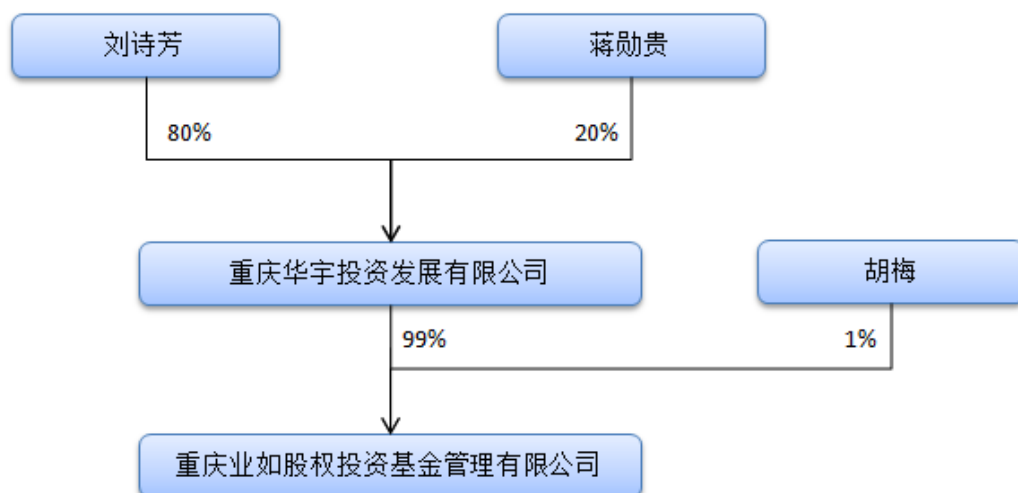 刘诗芳
蒋勋贵
80%
20%
重庆华宇投资发展有限公司
胡梅
99%
1%
重庆业如股权投资基金管理有限公司